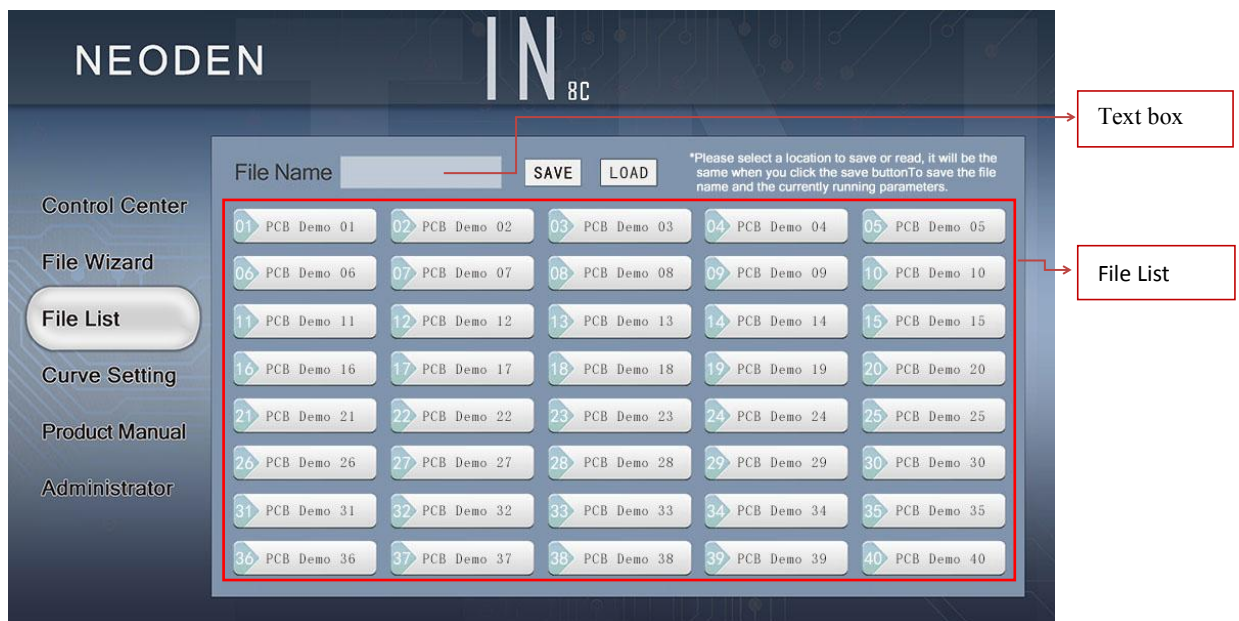 NEODEN
IN 8C
Text box
File Name
SAVE
LOAD
*Please select a location to save or read, it will be the
same when you click the save buttonTo save the file
name and the currently running parameters.
Control Center
File Wizard
File List
Curve Setting
Product Manual
Administrator
01 PCB Demo 01 02 PCB Demo 02 03 PCB Demo 03 04 PCB Demo 04 05 PCB Demo 05
06 PCB Demo 06 07 PCB Demo 07 08 PCB Demo 08 09 PCB Demo 09 10 PCB Demo 10
11 PCB Demo 11 12 PCB Demo 12 13 PCB Demo 13 14 PCB Demo 14 15 PCB Demo 15
16 PCB Demo 16 17 PCB Demo 17 18 PCB Demo 18 19 PCB Demo 19 20 PCB Demo 20
21 PCB Demo 21 22 PCB Demo 22 23 PCB Demo 23 24 PCB Demo 24 25 PCB Demo 25
26 PCB Demo 26 27 PCB Demo 27 28 PCB Demo 28 29 PCB Demo 29 30 PCB Demo 30
31 PCB Demo 31 32 PCB Demo 32 33 PCB Demo 33 34 PCB Demo 34 35 PCB Demo 35
36 PCB Demo 36 37 PCB Demo 37 38 PCB Demo 38 39 PCB Demo 39 40 PCB Demo 40
File List